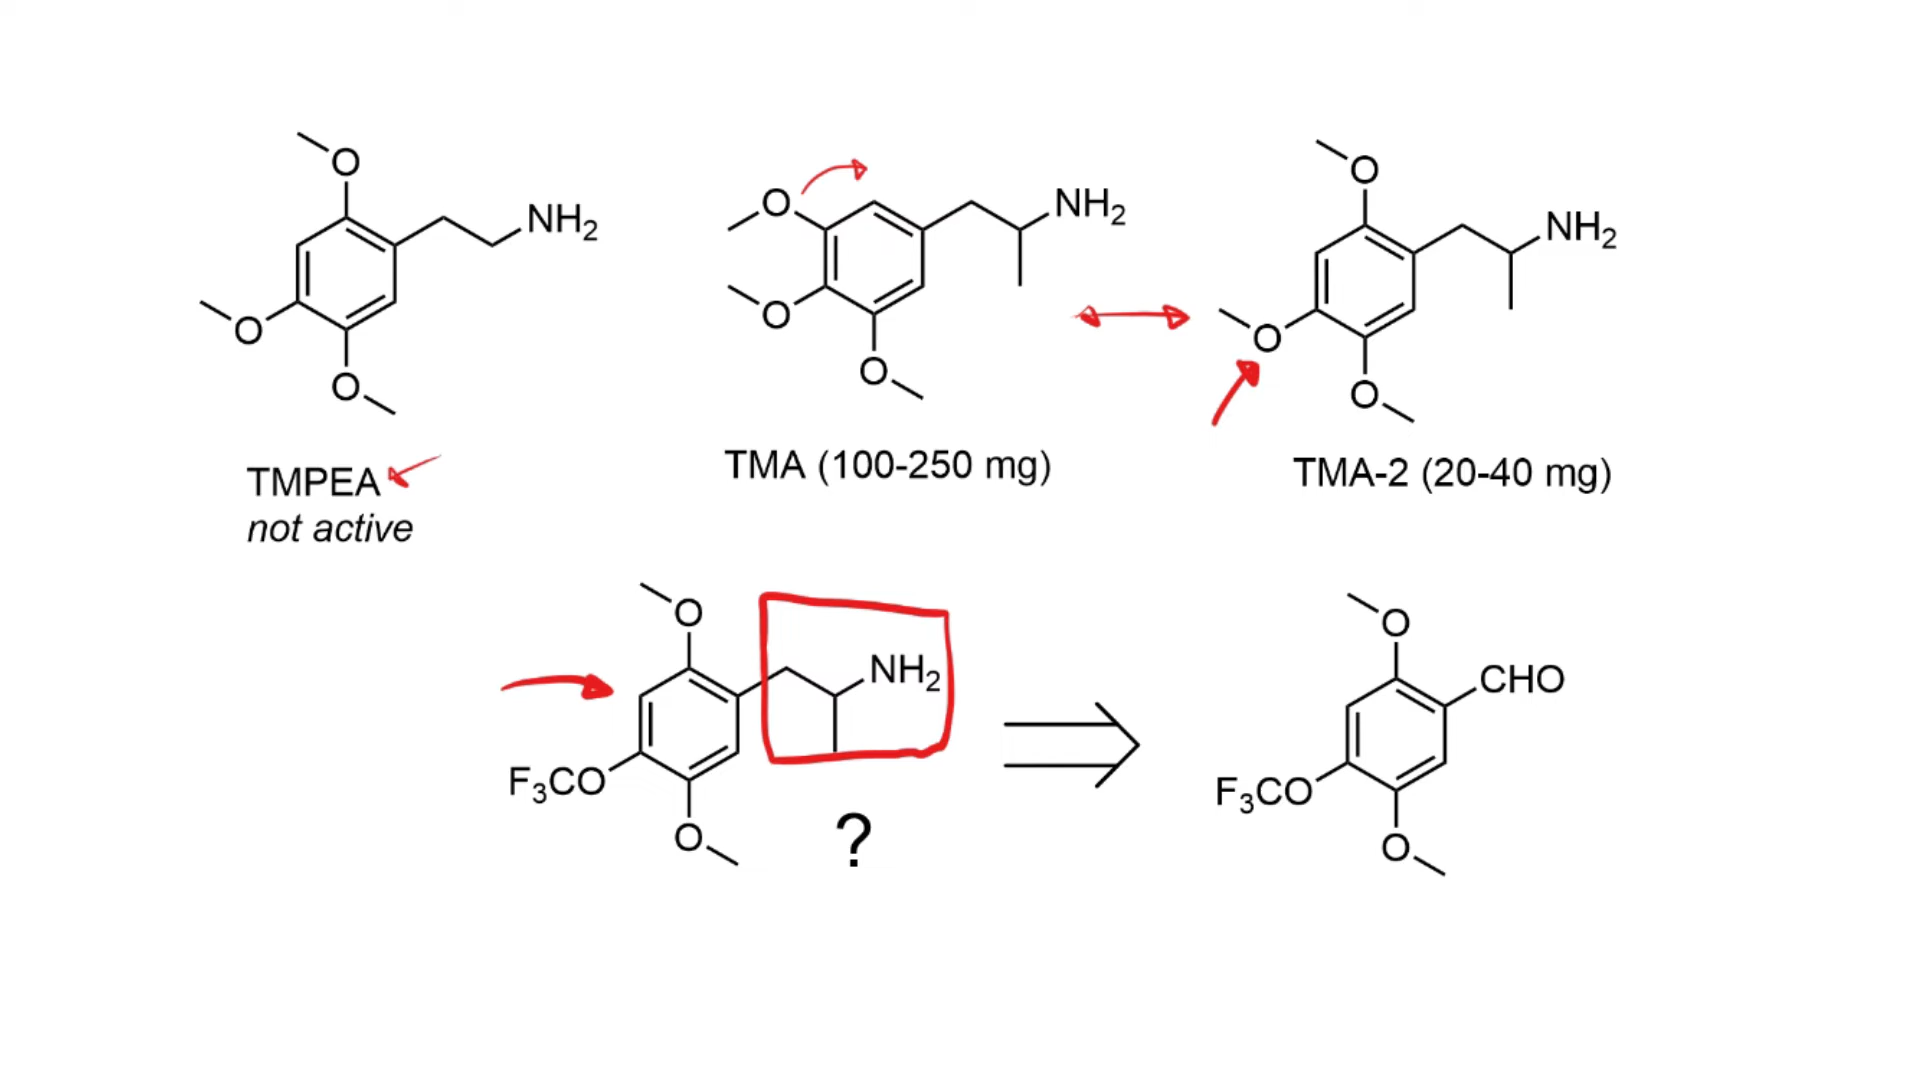 O
NH₂
O
O
TMPEA
not active
O
NH₂
O
O
TMA (100-250 mg)
O
NH₂
O
O
TMA-2 (20-40 mg)
O
NH₂
F₃CO
O
?
O
CHO
F₃CO
O